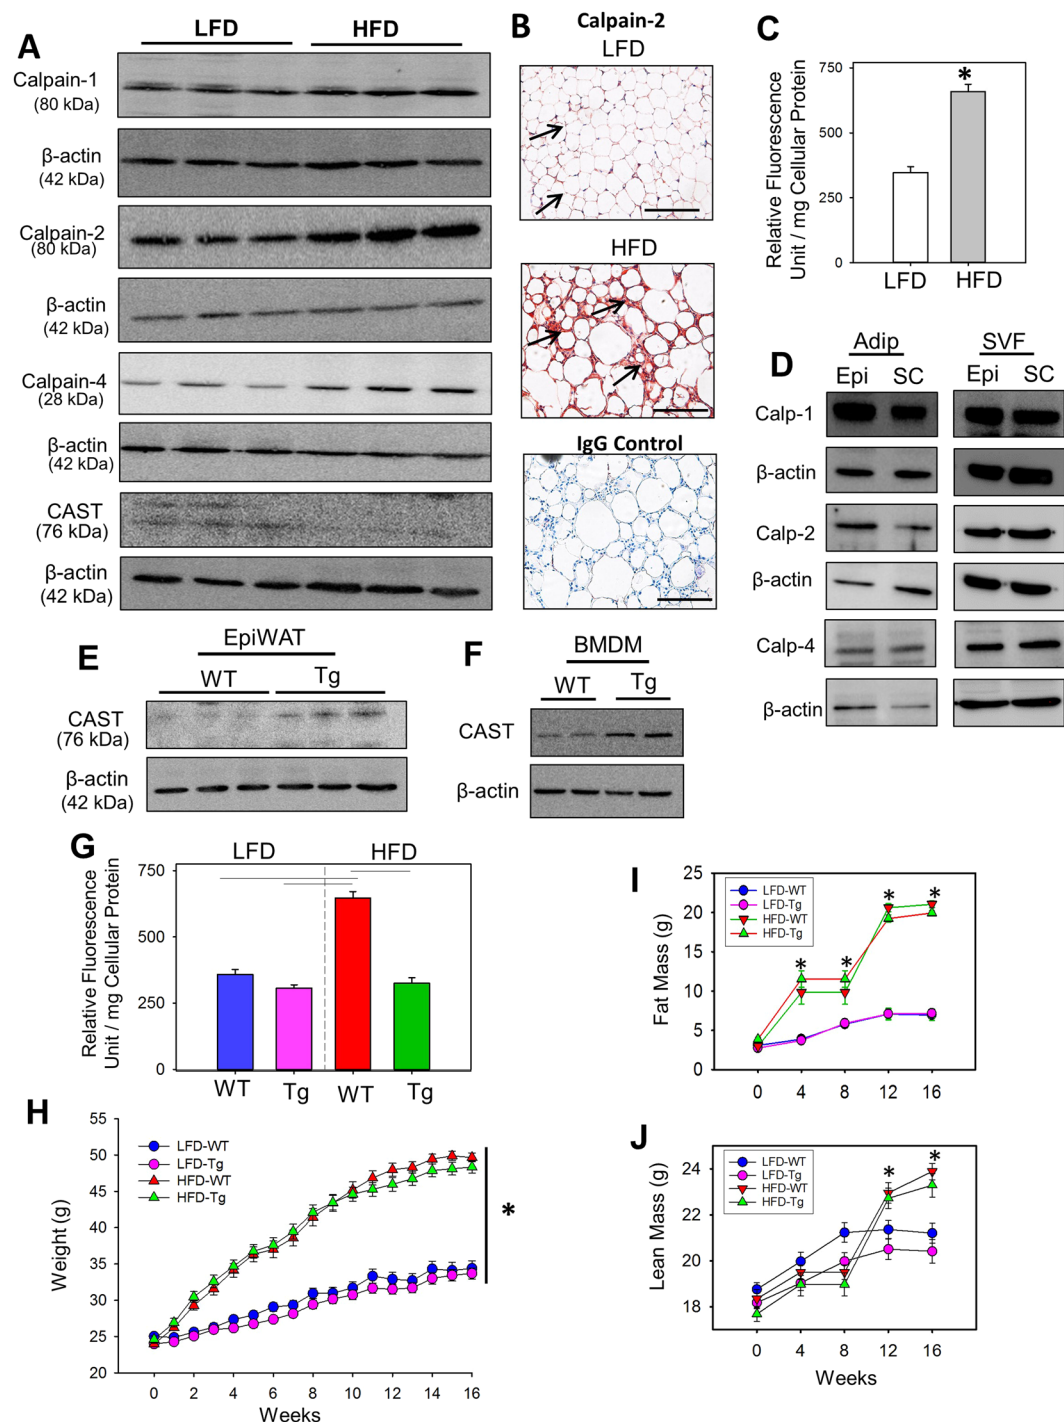 A
LFD HFD
Calpain-1
(80 kDa)
β-actin
(42 kDa)
Calpain-2
(80 kDa)
β-actin
(42 kDa)
Calpain-4
(28 kDa)
β-actin
(42 kDa)
CAST
(76 kDa)
β-actin
(42 kDa)
B
Calpain-2
LFD
HFD
IgG Control
C
Relative Fluorescence
Unit / mg Cellular Protein
750
500
250
0
*
LFD HFD
D
Adip SVF
Epi SC Epi SC
Calp-1
β-actin
Calp-2
β-actin
Calp-4
β-actin
E
EpiWAT
WT Tg
CAST
(76 kDa)
β-actin
(42 kDa)
F
BMDM
WT Tg
CAST
β-actin
G
LFD HFD
Relative Fluorescence
Unit / mg Cellular Protein
750
500
250
0
WT Tg WT Tg
H
Weight (g)
55
50
45
40
35
30
25
20
LFD-WT
LFD-Tg
HFD-WT
HFD-Tg
*
0 2 4 6 8 10 12 14 16
Weeks
I
Fat Mass (g)
25
20
15
10
5
0
LFD-WT
LFD-Tg
HFD-WT
HFD-Tg
* * * *
0 4 8 12 16
J
Lean Mass (g)
24
22
20
18
LFD-WT
LFD-Tg
HFD-WT
HFD-Tg
* *
0 4 8 12 16
Weeks